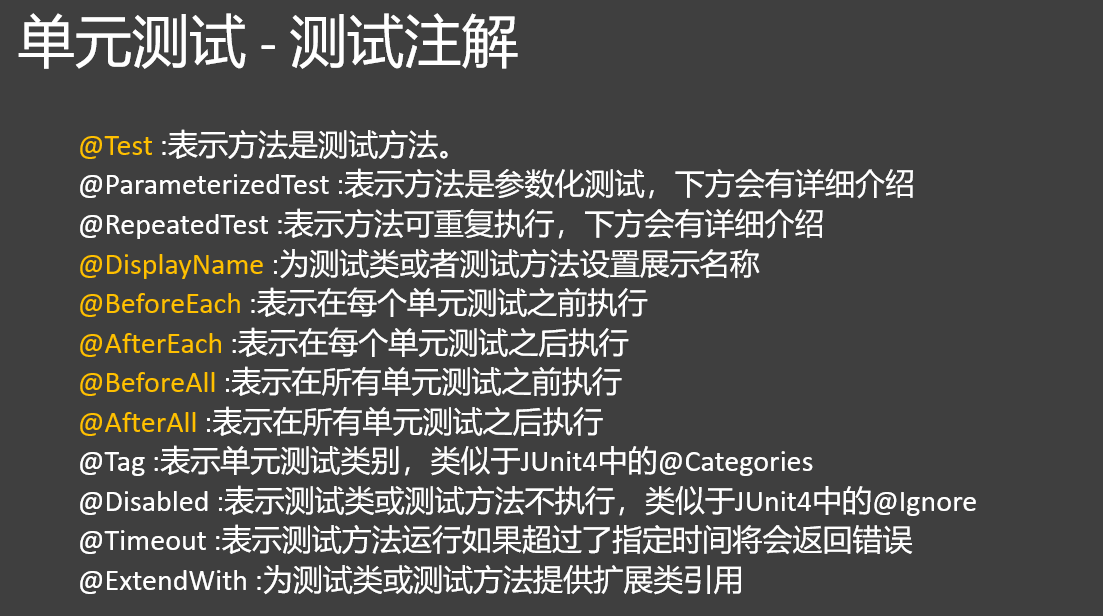 单元测试 - 测试注解
@Test :表示方法是测试方法。
@ParameterizedTest :表示方法是参数化测试，下方会有详细介绍
@RepeatedTest :表示方法可重复执行，下方会有详细介绍
@DisplayName :为测试类或者测试方法设置展示名称
@BeforeEach :表示在每个单元测试之前执行
@AfterEach :表示在每个单元测试之后执行
@BeforeAll :表示在所有单元测试之前执行
@AfterAll :表示在所有单元测试之后执行
@Tag :表示单元测试类别，类似于JUnit4中的@Categories
@Disabled :表示测试类或测试方法不执行，类似于JUnit4中的@Ignore
@Timeout :表示测试方法运行如果超过了指定时间将会返回错误
@ExtendWith :为测试类或测试方法提供扩展类引用